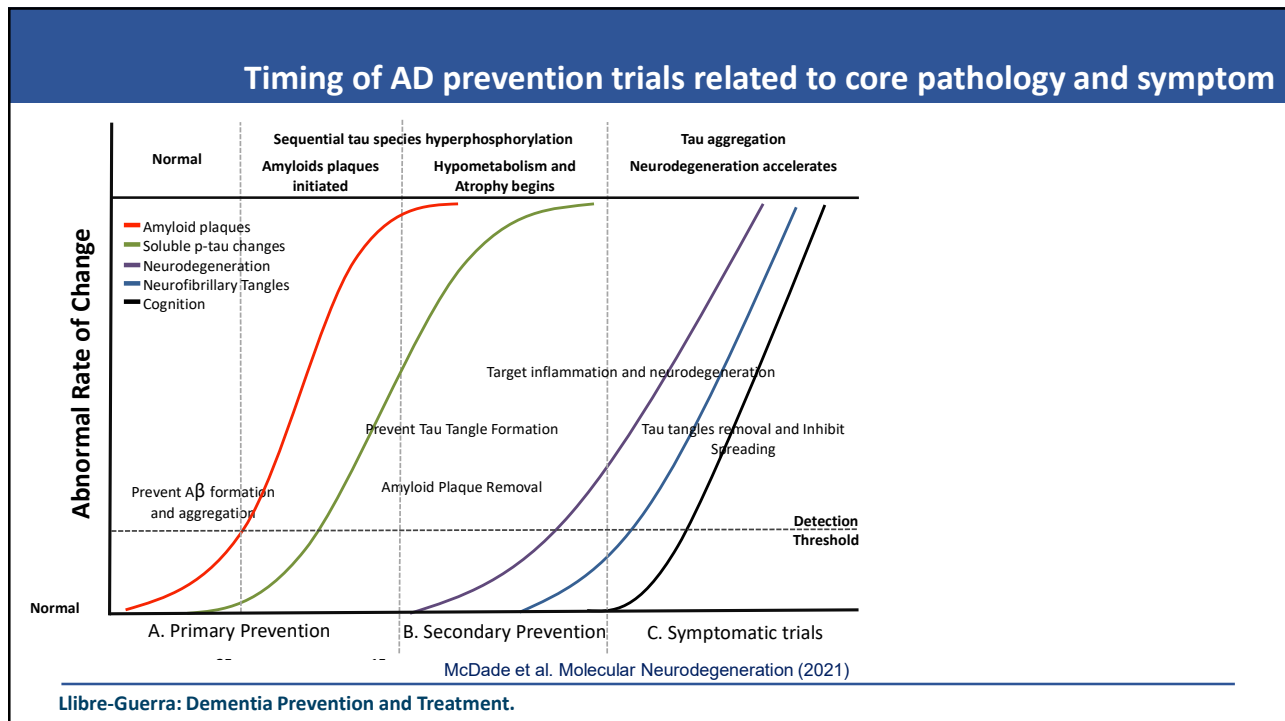 Timing of AD prevention trials related to core pathology and symptom
Sequential tau species hyperphosphorylation
Tau aggregation
Normal
Amyloids plaques
initiated
Hypometabolism and
Atrophy begins
Neurodegeneration accelerates
Amyloid plaques
Soluble p-tau changes
Neurodegeneration
Neurofibrillary Tangles
Cognition
Abnormal Rate of Change
Target inflammation and neurodegeneration
Prevent Tau Tangle Formation
Tau tangles removal and Inhibit
Spreading
Amyloid Plaque Removal
Prevent Aβ formation
and aggregation
Detection
Threshold
Normal
A. Primary Prevention
B. Secondary Prevention
C. Symptomatic trials
McDade et al. Molecular Neurodegeneration (2021)
Llibre-Guerra: Dementia Prevention and Treatment.